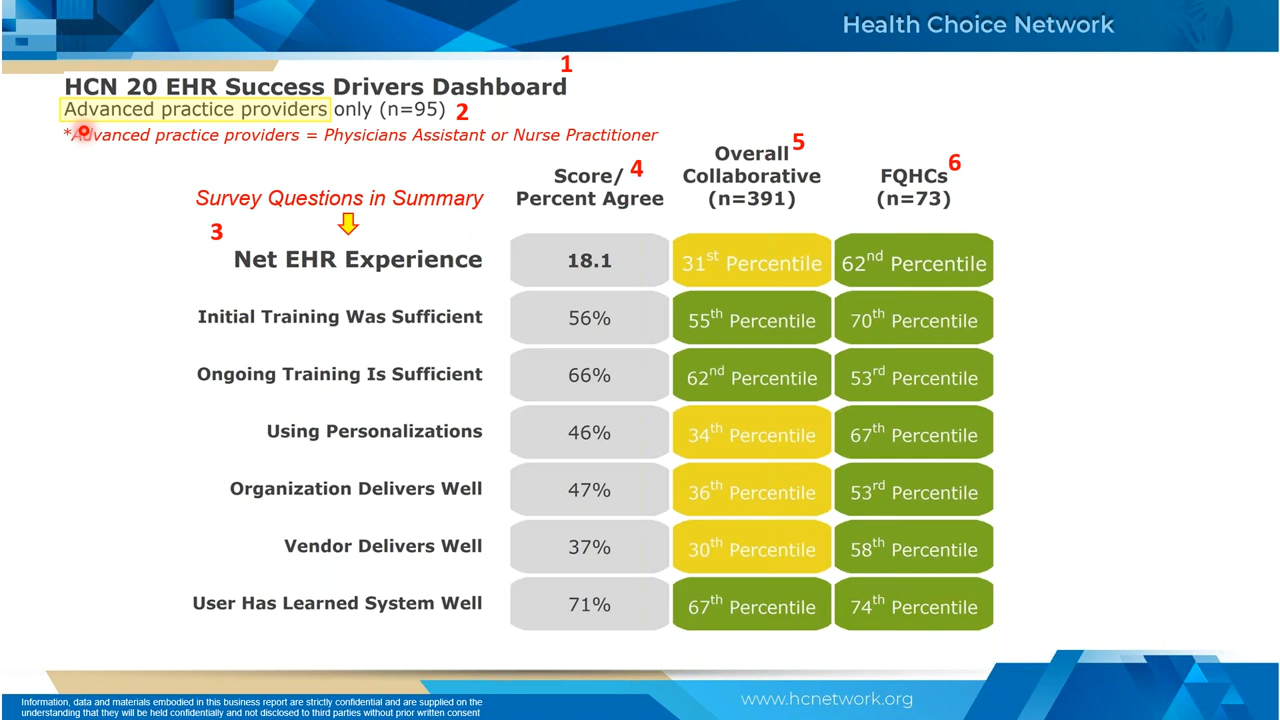 Health Choice Network
1
HCN 20 EHR Success Drivers Dashboard
Advanced practice providers only (n=95) 2
*Advanced practice providers = Physicians Assistant or Nurse Practitioner
Survey Questions in Summary
3
Score/ 4
Percent Agree
Overall 5
Collaborative
(n=391)
FQHCs 6
(n=73)
Net EHR Experience 18.1 31st Percentile 62nd Percentile
Initial Training Was Sufficient 56% 55th Percentile 70th Percentile
Ongoing Training Is Sufficient 66% 62nd Percentile 53rd Percentile
Using Personalizations 46% 34th Percentile 67th Percentile
Organization Delivers Well 47% 36th Percentile 53rd Percentile
Vendor Delivers Well 37% 30th Percentile 58th Percentile
User Has Learned System Well 71% 67th Percentile 74th Percentile
Information, data and materials embodied in this business report are strictly confidential and are supplied on the
understanding that they will be held confidentially and not disclosed to third parties without prior written consent
www.hcnetwork.org